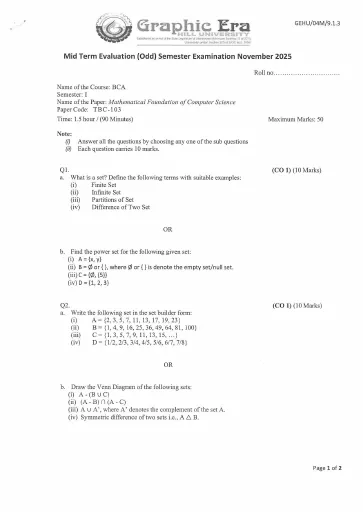 GEHU/04M/9.1.3
Graphic Era
HILL UNIVERSITY
Mid Term Evaluation (Odd) Semester Examination November 2025
Roll no..............................
Name of the Course: BCA
Semester: I
Name of the Paper: Mathematical Foundation of Computer Science
Paper Code: TBC-103
Time: 1.5 hour / (90 Minutes) Maximum Marks: 50
Note:
(i) Answer all the questions by choosing any one of the sub questions
(ii) Each question carries 10 marks.
Q1. (CO 1) (10 Marks)
a. What is a set? Define the following terms with suitable examples:
(i) Finite Set
(ii) Infinite Set
(iii) Partitions of Set
(iv) Difference of Two Set
OR
b. Find the power set for the following given set:
(i) A = {x, y}
(ii) B = Ø or { }, where Ø or { } is denote the empty set/null set.
(iii) C = {Ø, {5}}
(iv) D = {1, 2, 3}
Q2. (CO 1) (10 Marks)
a. Write the following set in the set builder form:
(i) A = {2, 3, 5, 7, 11, 13, 17, 19, 23}
(ii) B = {1, 4, 9, 16, 25, 36, 49, 64, 81, 100}
(iii) C = {1, 3, 5, 7, 9, 11, 13, 15, …}
(iv) D = {1/2, 2/3, 3/4, 4/5, 5/6, 6/7, 7/8}
OR
b. Draw the Venn Diagram of the following sets:
(i) A - (B ∪ C)
(ii) (A - B) ∩ (A - C)
(iii) A ∪ A', where A' denotes the complement of the set A.
(iv) Symmetric difference of two sets i.e., A △ B.
Page 1 of 2